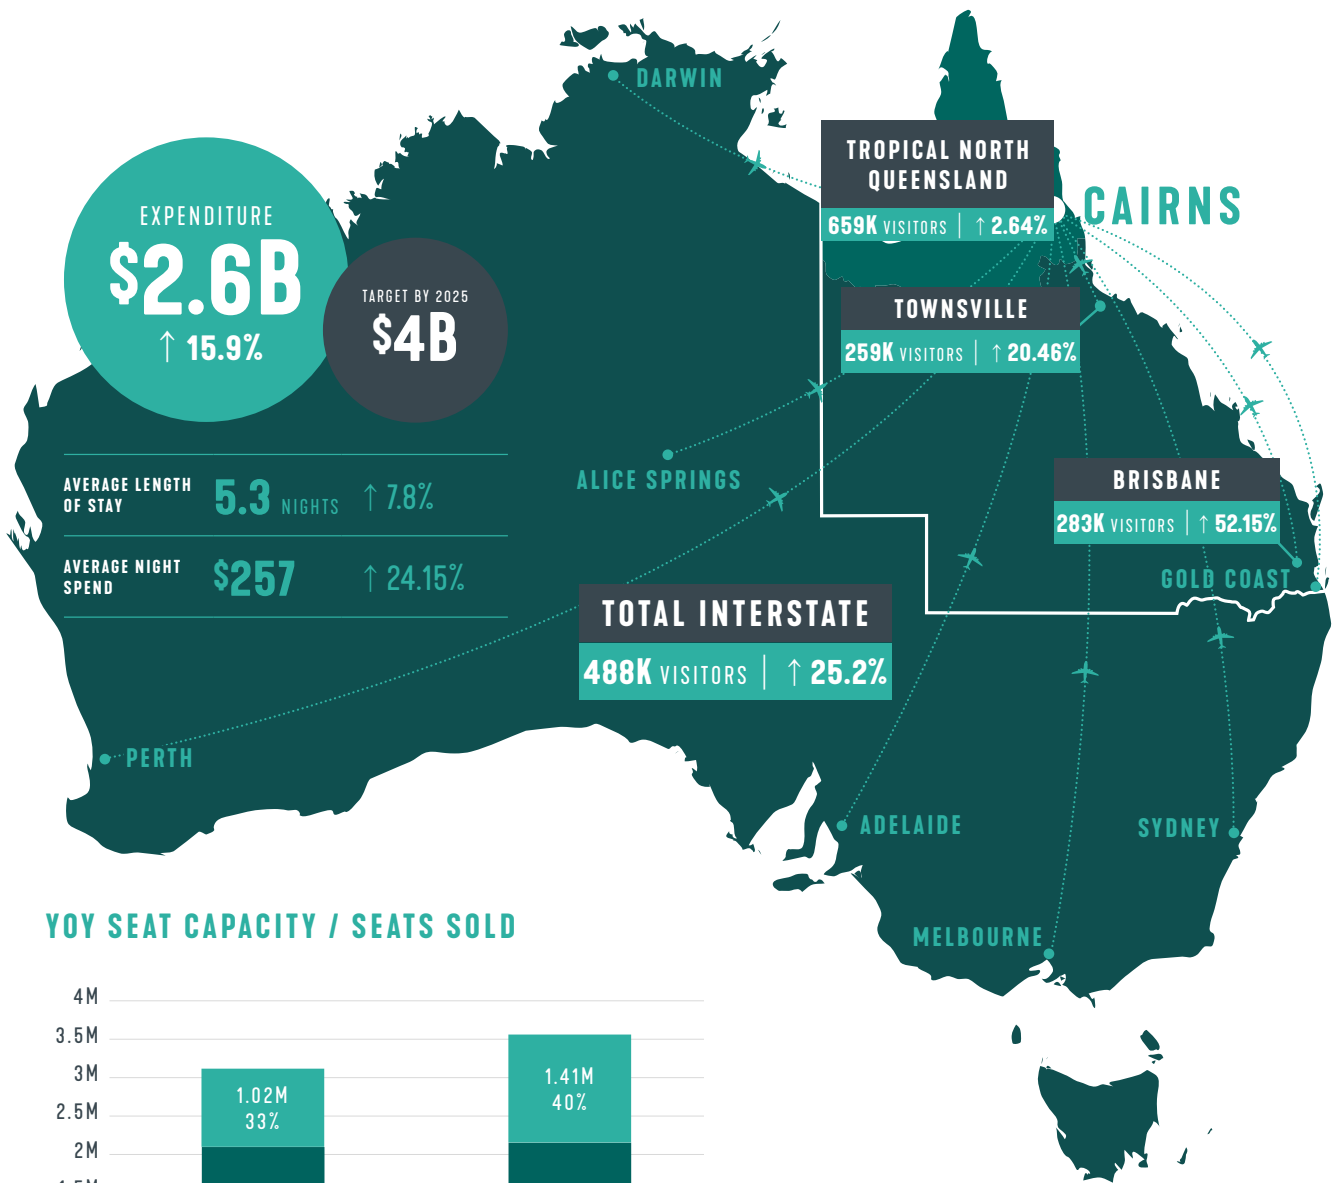 DARWIN
TROPICAL NORTH
QUEENSLAND
659K VISITORS | ↑ 2.64%
CAIRNS
EXPENDITURE
$2.6B
↑ 15.9%
TARGET BY 2025
$4B
TOWNSVILLE
259K VISITORS | ↑ 20.46%
ALICE SPRINGS
BRISBANE
283K VISITORS | ↑ 52.15%
GOLD COAST
AVERAGE LENGTH
OF STAY
5.3 NIGHTS ↑ 7.8%
AVERAGE NIGHT
SPEND
$257 ↑ 24.15%
TOTAL INTERSTATE
488K VISITORS | ↑ 25.2%
PERTH
ADELAIDE
SYDNEY
MELBOURNE
YOY SEAT CAPACITY / SEATS SOLD
4M
3.5M
3M
2.5M
2M
1.02M
33%
1.41M
40%